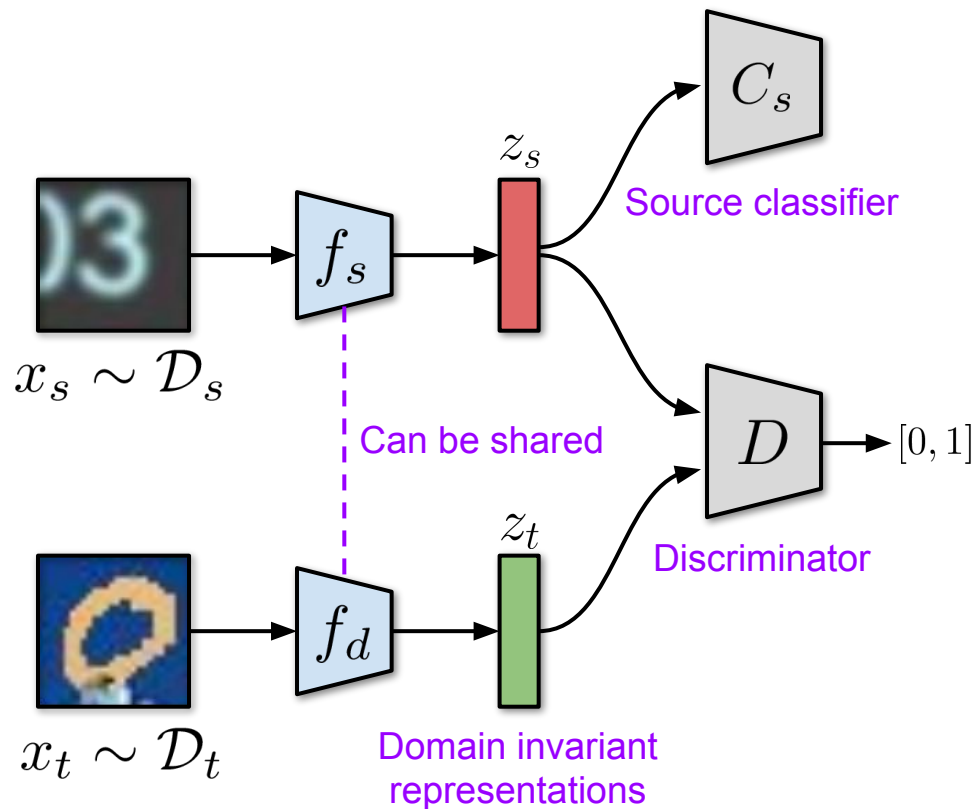 C_s
z_s
Source classifier
03
f_s
x_s ∼ 𝒟_s
Can be shared
D
[0, 1]
z_t
Discriminator
f_d
x_t ∼ 𝒟_t
Domain invariant
representations